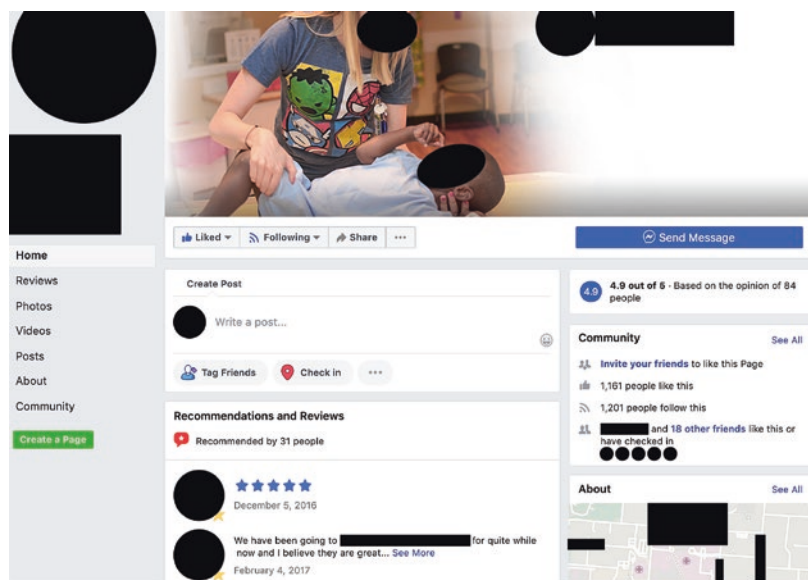 Liked
Following
Share
Send Message
Home
Reviews
Photos
Videos
Posts
About
Community
Create a Page
Create Post
Write a post...
Tag Friends
Check in
Recommendations and Reviews
Recommended by 31 people
December 5, 2016
We have been going to for quite while
now and I believe they are great... See More
February 4, 2017
4.9
4.9 out of 5 - Based on the opinion of 84
people
Community
See All
Invite your friends to like this Page
1,161 people like this
1,201 people follow this
and 18 other friends like this or
have checked in
About
See All